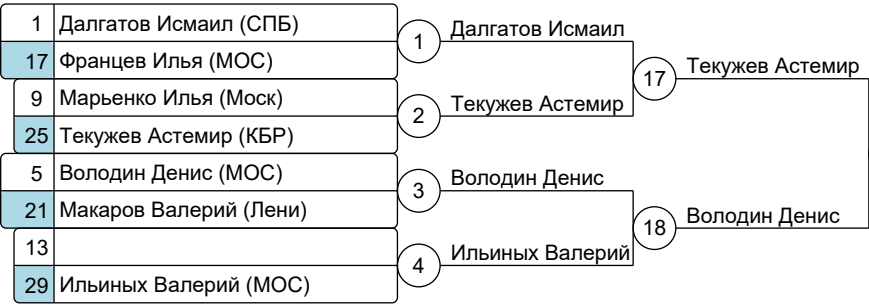 1 Далгатов Исмаил (СПБ)
17 Францев Илья (МОС)
9 Марьенко Илья (Моск)
25 Текужев Астемир (КБР)
5 Володин Денис (МОС)
21 Макаров Валерий (Лени)
13
29 Ильиных Валерий (МОС)
1 Далгатов Исмаил
2 Текужев Астемир
3 Володин Денис
4 Ильиных Валерий
17 Текужев Астемир
18 Володин Денис